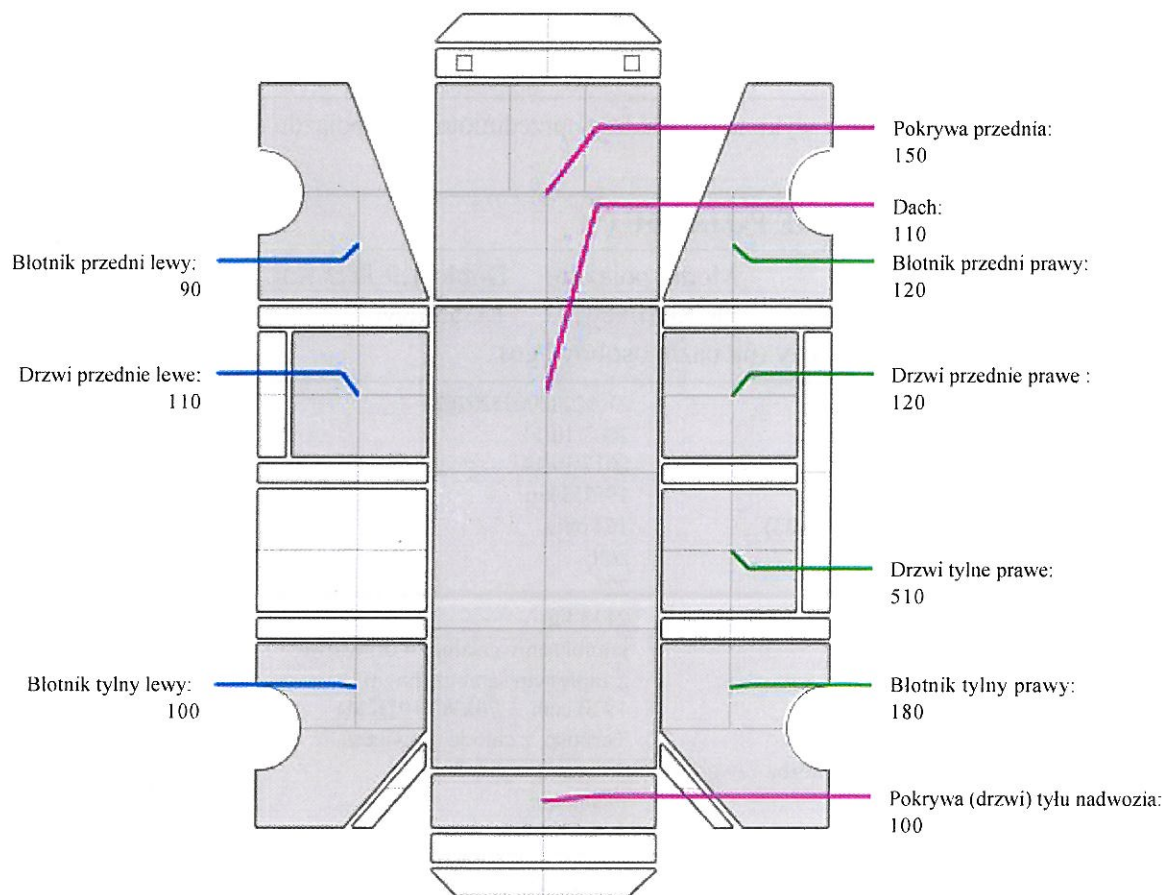 Pokrywa przednia:
150
Dach:
110
Błotnik przedni lewy:
90
Błotnik przedni prawy:
120
Drzwi przednie lewe:
110
Drzwi przednie prawe :
120
Drzwi tylne prawe:
510
Błotnik tylny lewy:
100
Błotnik tylny prawy:
180
Pokrywa (drzwi) tyłu nadwozia:
100